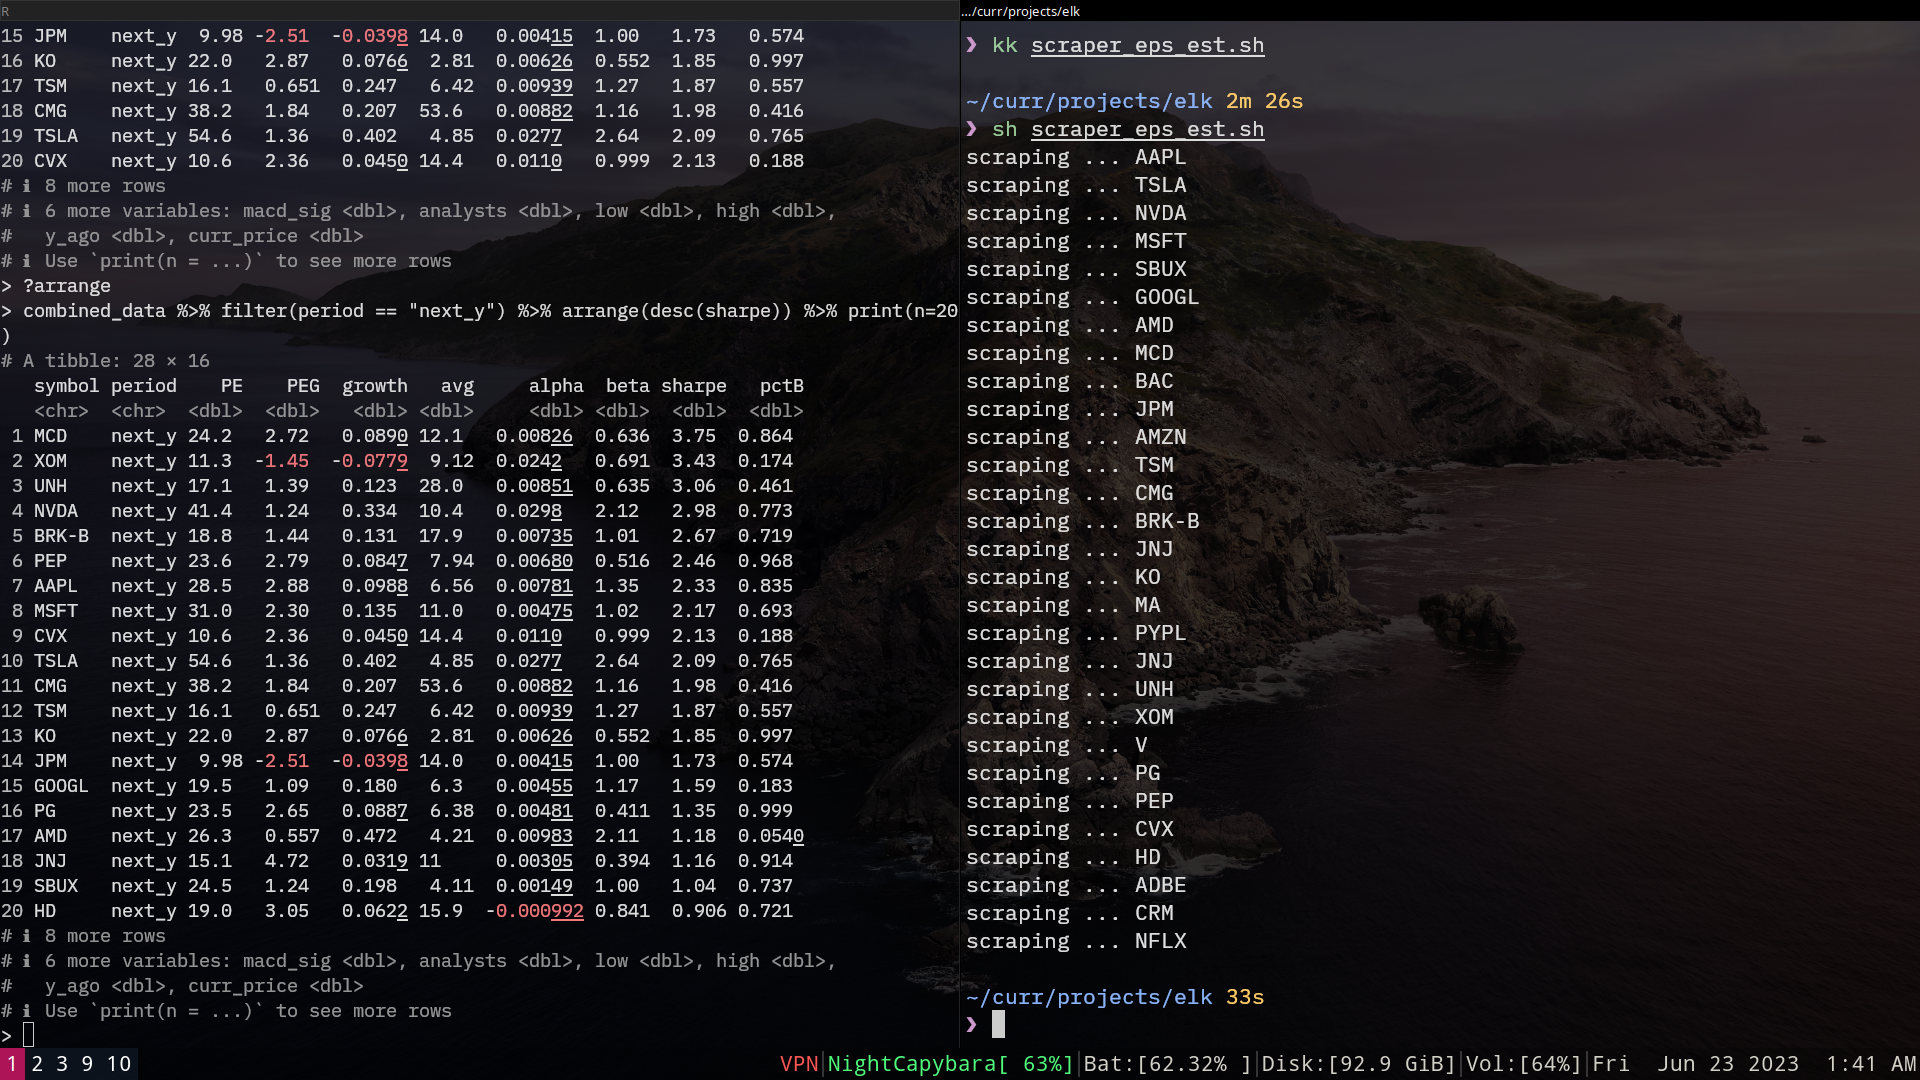 R
15 JPM    next_y  9.98 -2.51  -0.0398 14.0   0.00415  1.00   1.73   0.574
16 KO     next_y 22.0   2.87   0.0766  2.81  0.00626  0.552  1.85   0.997
17 TSM    next_y 16.1   0.651  0.247   6.42  0.00939  1.27   1.87   0.557
18 CMG    next_y 38.2   1.84   0.207  53.6   0.00882  1.16   1.98   0.416
19 TSLA   next_y 54.6   1.36   0.402   4.85  0.0277   2.64   2.09   0.765
20 CVX    next_y 10.6   2.36   0.0450 14.4   0.0110   0.999  2.13   0.188
# ℹ 8 more rows
# ℹ 6 more variables: macd_sig <dbl>, analysts <dbl>, low <dbl>, high <dbl>,
#   y_ago <dbl>, curr_price <dbl>
# ℹ Use `print(n = ...)` to see more rows
> ?arrange
> combined_data %>% filter(period == "next_y") %>% arrange(desc(sharpe)) %>% print(n=20
)
# A tibble: 28 × 16
symbol period    PE    PEG  growth   avg     alpha  beta sharpe   pctB
<chr>  <chr>  <dbl>  <dbl>   <dbl> <dbl>     <dbl> <dbl>  <dbl>  <dbl>
1 MCD    next_y 24.2   2.72   0.0890 12.1   0.00826  0.636  3.75  0.864
2 XOM    next_y 11.3  -1.45  -0.0779  9.12  0.0242   0.691  3.43  0.174
3 UNH    next_y 17.1   1.39   0.123  28.0   0.00851  0.635  3.06  0.461
4 NVDA   next_y 41.4   1.24   0.334  10.4   0.0298   2.12   2.98  0.773
5 BRK-B  next_y 18.8   1.44   0.131  17.9   0.00735  1.01   2.67  0.719
6 PEP    next_y 23.6   2.79   0.0847  7.94  0.00680  0.516  2.46  0.968
7 AAPL   next_y 28.5   2.88   0.0988  6.56  0.00781  1.35   2.33  0.835
8 MSFT   next_y 31.0   2.30   0.135  11.0   0.00475  1.02   2.17  0.693
9 CVX    next_y 10.6   2.36   0.0450 14.4   0.0110   0.999  2.13  0.188
10 TSLA   next_y 54.6   1.36   0.402   4.85  0.0277   2.64   2.09  0.765
11 CMG    next_y 38.2   1.84   0.207  53.6   0.00882  1.16   1.98  0.416
12 TSM    next_y 16.1   0.651  0.247   6.42  0.00939  1.27   1.87  0.557
13 KO     next_y 22.0   2.87   0.0766  2.81  0.00626  0.552  1.85  0.997
14 JPM    next_y  9.98 -2.51  -0.0398 14.0   0.00415  1.00   1.73  0.574
15 GOOGL  next_y 19.5   1.09   0.180   6.3   0.00455  1.17   1.59  0.183
16 PG     next_y 23.5   2.65   0.0887  6.38  0.00481  0.411  1.35  0.999
17 AMD    next_y 26.3   0.557  0.472   4.21  0.00983  2.11   1.18  0.0540
18 JNJ    next_y 15.1   4.72   0.0319 11     0.00305  0.394  1.16  0.914
19 SBUX   next_y 24.5   1.24   0.198   4.11  0.00149  1.00   1.04  0.737
20 HD     next_y 19.0   3.05   0.0622 15.9  -0.000992 0.841  0.906 0.721
# ℹ 8 more rows
# ℹ 6 more variables: macd_sig <dbl>, analysts <dbl>, low <dbl>, high <dbl>,
#   y_ago <dbl>, curr_price <dbl>
# ℹ Use `print(n = ...)` to see more rows
>
.../curr/projects/elk
❯ kk scraper_eps_est.sh
~/curr/projects/elk 2m 26s
❯ sh scraper_eps_est.sh
scraping ... AAPL
scraping ... TSLA
scraping ... NVDA
scraping ... MSFT
scraping ... SBUX
scraping ... GOOGL
scraping ... AMD
scraping ... MCD
scraping ... BAC
scraping ... JPM
scraping ... AMZN
scraping ... TSM
scraping ... CMG
scraping ... BRK-B
scraping ... JNJ
scraping ... KO
scraping ... MA
scraping ... PYPL
scraping ... JNJ
scraping ... UNH
scraping ... XOM
scraping ... V
scraping ... PG
scraping ... PEP
scraping ... CVX
scraping ... HD
scraping ... ADBE
scraping ... CRM
scraping ... NFLX
~/curr/projects/elk 33s
❯
1 2 3 9 10 VPN|NightCapybara[ 63%]|Bat:[62.32% ]|Disk:[92.9 GiB]|Vol:[64%]|Fri  Jun 23 2023  1:41 AM